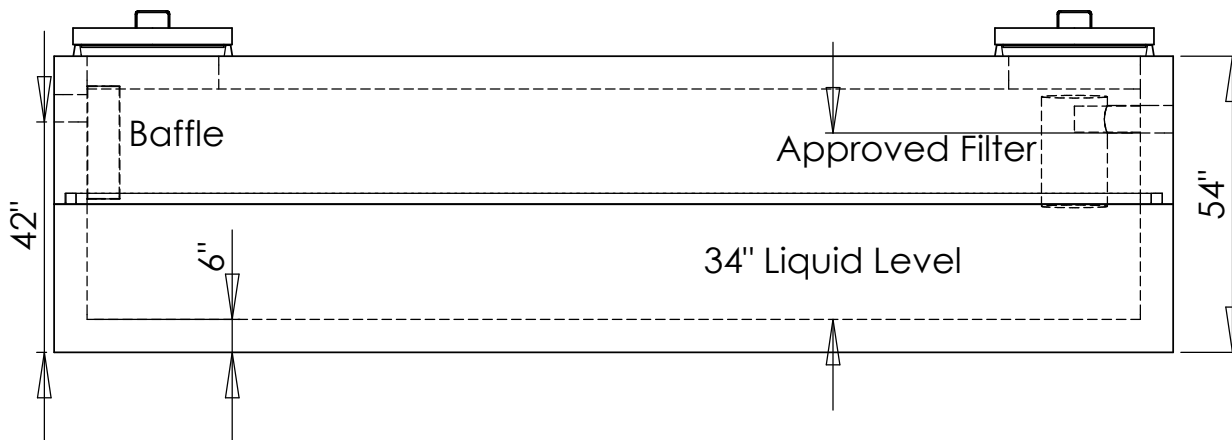 Baffle
Approved Filter
42"
6"
54"
34" Liquid Level